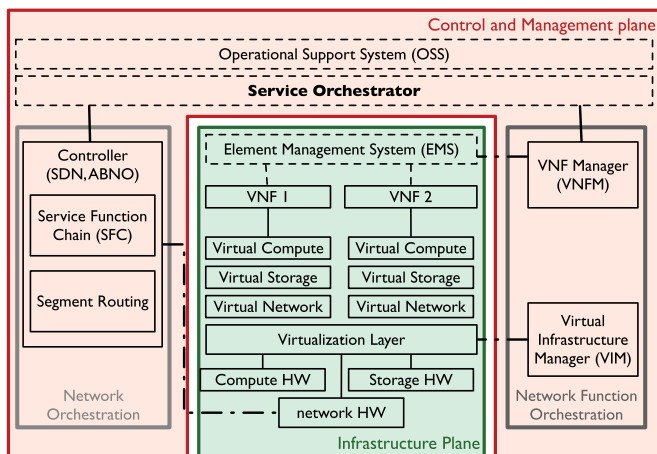 Control and Management plane
Operational Support System (OSS)
Service Orchestrator
Controller
(SDN, ABNO)
Service Function
Chain (SFC)
Segment Routing
Network
Orchestration
Element Management System (EMS)
VNF 1
VNF 2
Virtual Compute
Virtual Compute
Virtual Storage
Virtual Storage
Virtual Network
Virtual Network
Virtualization Layer
Compute HW
Storage HW
network HW
Infrastructure Plane
VNF Manager
(VNFM)
Virtual
Infrastructure
Manager (VIM)
Network Function
Orchestration